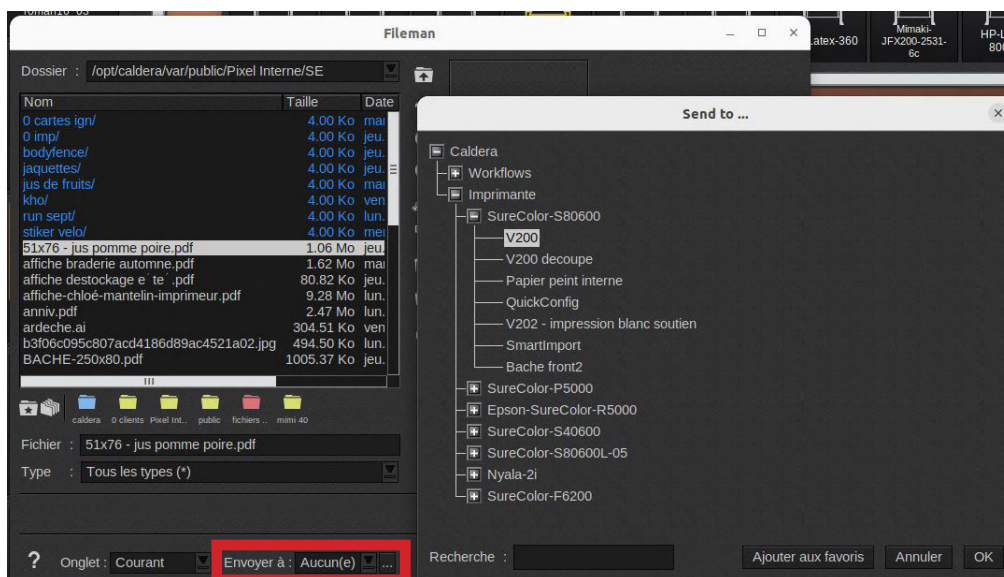 roman16_03
Fileman
Latex-360
Mimaki-
JFX200-2531-
6c
HP-L
800
Dossier : /opt/caldera/var/public/Pixel Interne/SE
Nom Taille Date
0 cartes ign/ 4.00 Ko mar
0 imp/ 4.00 Ko jeu.
bodyfence/ 4.00 Ko jeu.
jaquettes/ 4.00 Ko jeu.
jus de fruits/ 4.00 Ko mar
kho/ 4.00 Ko ven
run sept/ 4.00 Ko lun.
stiker velo/ 4.00 Ko mer
51x76 - jus pomme poire.pdf 1.06 Mo jeu.
affiche braderie automne.pdf 1.62 Mo mar
affiche destockage e´te´.pdf 80.82 Ko jeu.
affiche-chloé-mantelin-imprimeur.pdf 9.28 Mo lun.
anniv.pdf 2.47 Mo lun.
ardeche.ai 304.51 Ko ven
b3f06c095c807acd4186d89ac4521a02.jpg 494.50 Ko lun.
BACHE-250x80.pdf 1005.37 Ko jeu.
caldera 0 clients Pixel Int.. public fichiers .. mimi 40
Fichier : 51x76 - jus pomme poire.pdf
Type : Tous les types (*)
? Onglet : Courant Envoyer à : Aucun(e) ...
Send to ...
Caldera
Workflows
Imprimante
SureColor-S80600
V200
V200 decoupe
Papier peint interne
QuickConfig
V202 - impression blanc soutien
SmartImport
Bache front2
SureColor-P5000
Epson-SureColor-R5000
SureColor-S40600
SureColor-S80600L-05
Nyala-2i
SureColor-F6200
Recherche : Ajouter aux favoris Annuler OK